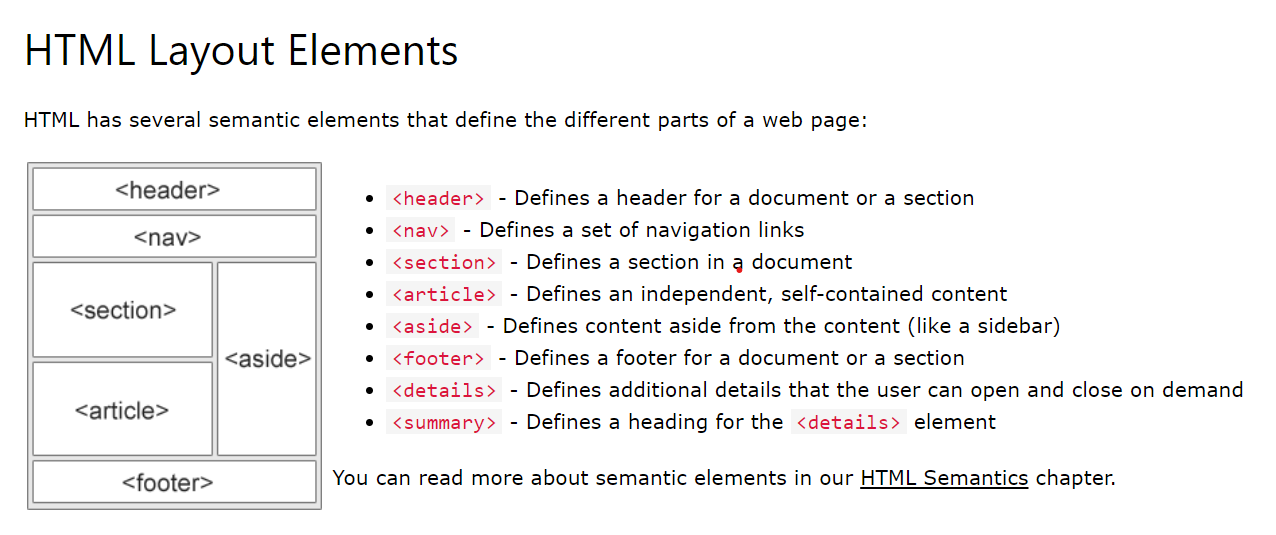 HTML Layout Elements
HTML has several semantic elements that define the different parts of a web page:
<header>
<nav>
<section>
<aside>
<article>
<footer>
<header> - Defines a header for a document or a section
<nav> - Defines a set of navigation links
<section> - Defines a section in a document
<article> - Defines an independent, self-contained content
<aside> - Defines content aside from the content (like a sidebar)
<footer> - Defines a footer for a document or a section
<details> - Defines additional details that the user can open and close on demand
<summary> - Defines a heading for the <details> element
You can read more about semantic elements in our HTML Semantics chapter.